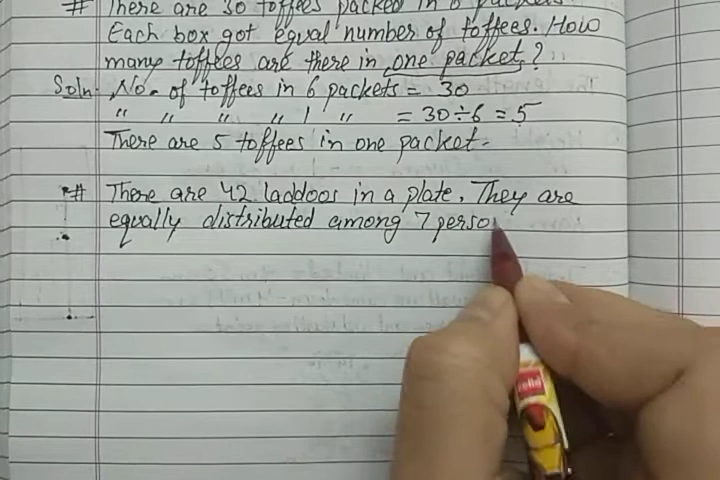 # There are 30 toffees packed in 6 packets.
Each box got equal number of toffees. How
many toffees are there in one packet?
Soln. No. of toffees in 6 packets = 30
" " " " 1 " = 30÷6 = 5
There are 5 toffees in one packet.
# There are 42 laddoos in a plate. They are
equally distributed among 7 perso
cello